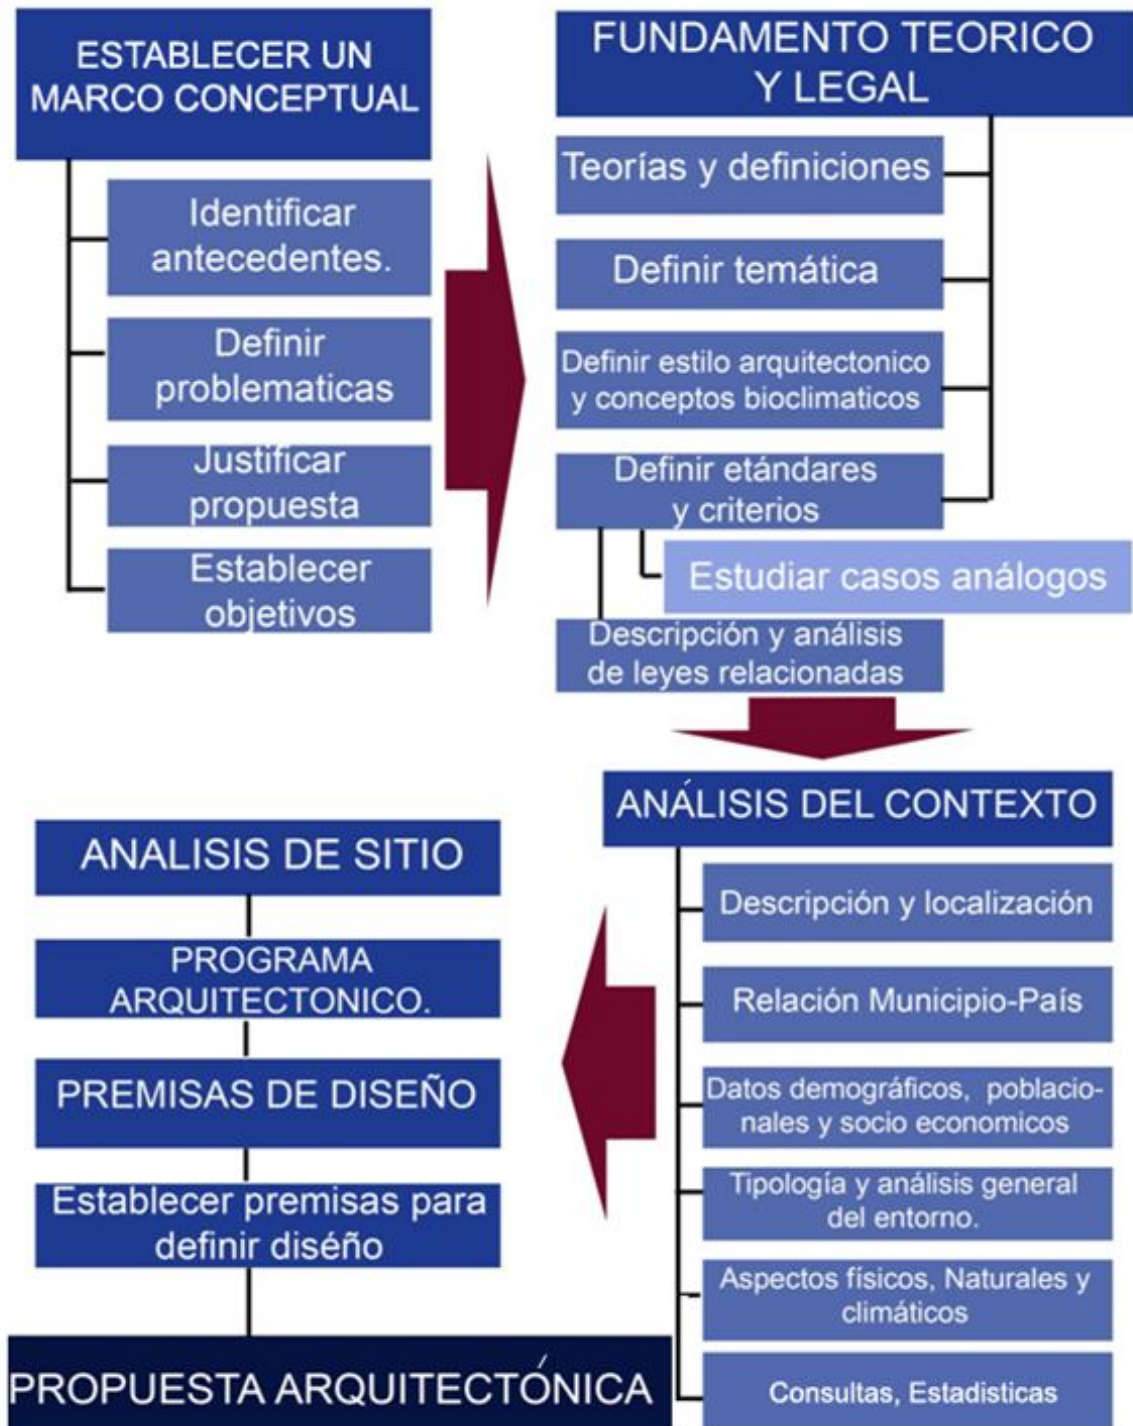 ESTABLECER UN
MARCO CONCEPTUAL
Identificar
antecedentes.
Definir
problematicas
Justificar
propuesta
Establecer
objetivos
FUNDAMENTO TEORICO
Y LEGAL
Teorías y definiciones
Definir temática
Definir estilo arquitectonico
y conceptos bioclimaticos
Definir etándares
y criterios
Estudiar casos análogos
Descripción y análisis
de leyes relacionadas
ANÁLISIS DEL CONTEXTO
Descripción y localización
Relación Municipio-País
Datos demográficos, poblacio-
nales y socio economicos
Tipología y análisis general
del entorno.
Aspectos físicos, Naturales y
climáticos
Consultas, Estadisticas
ANALISIS DE SITIO
PROGRAMA
ARQUITECTONICO.
PREMISAS DE DISEÑO
Establecer premisas para
definir diséño
PROPUESTA ARQUITECTÓNICA